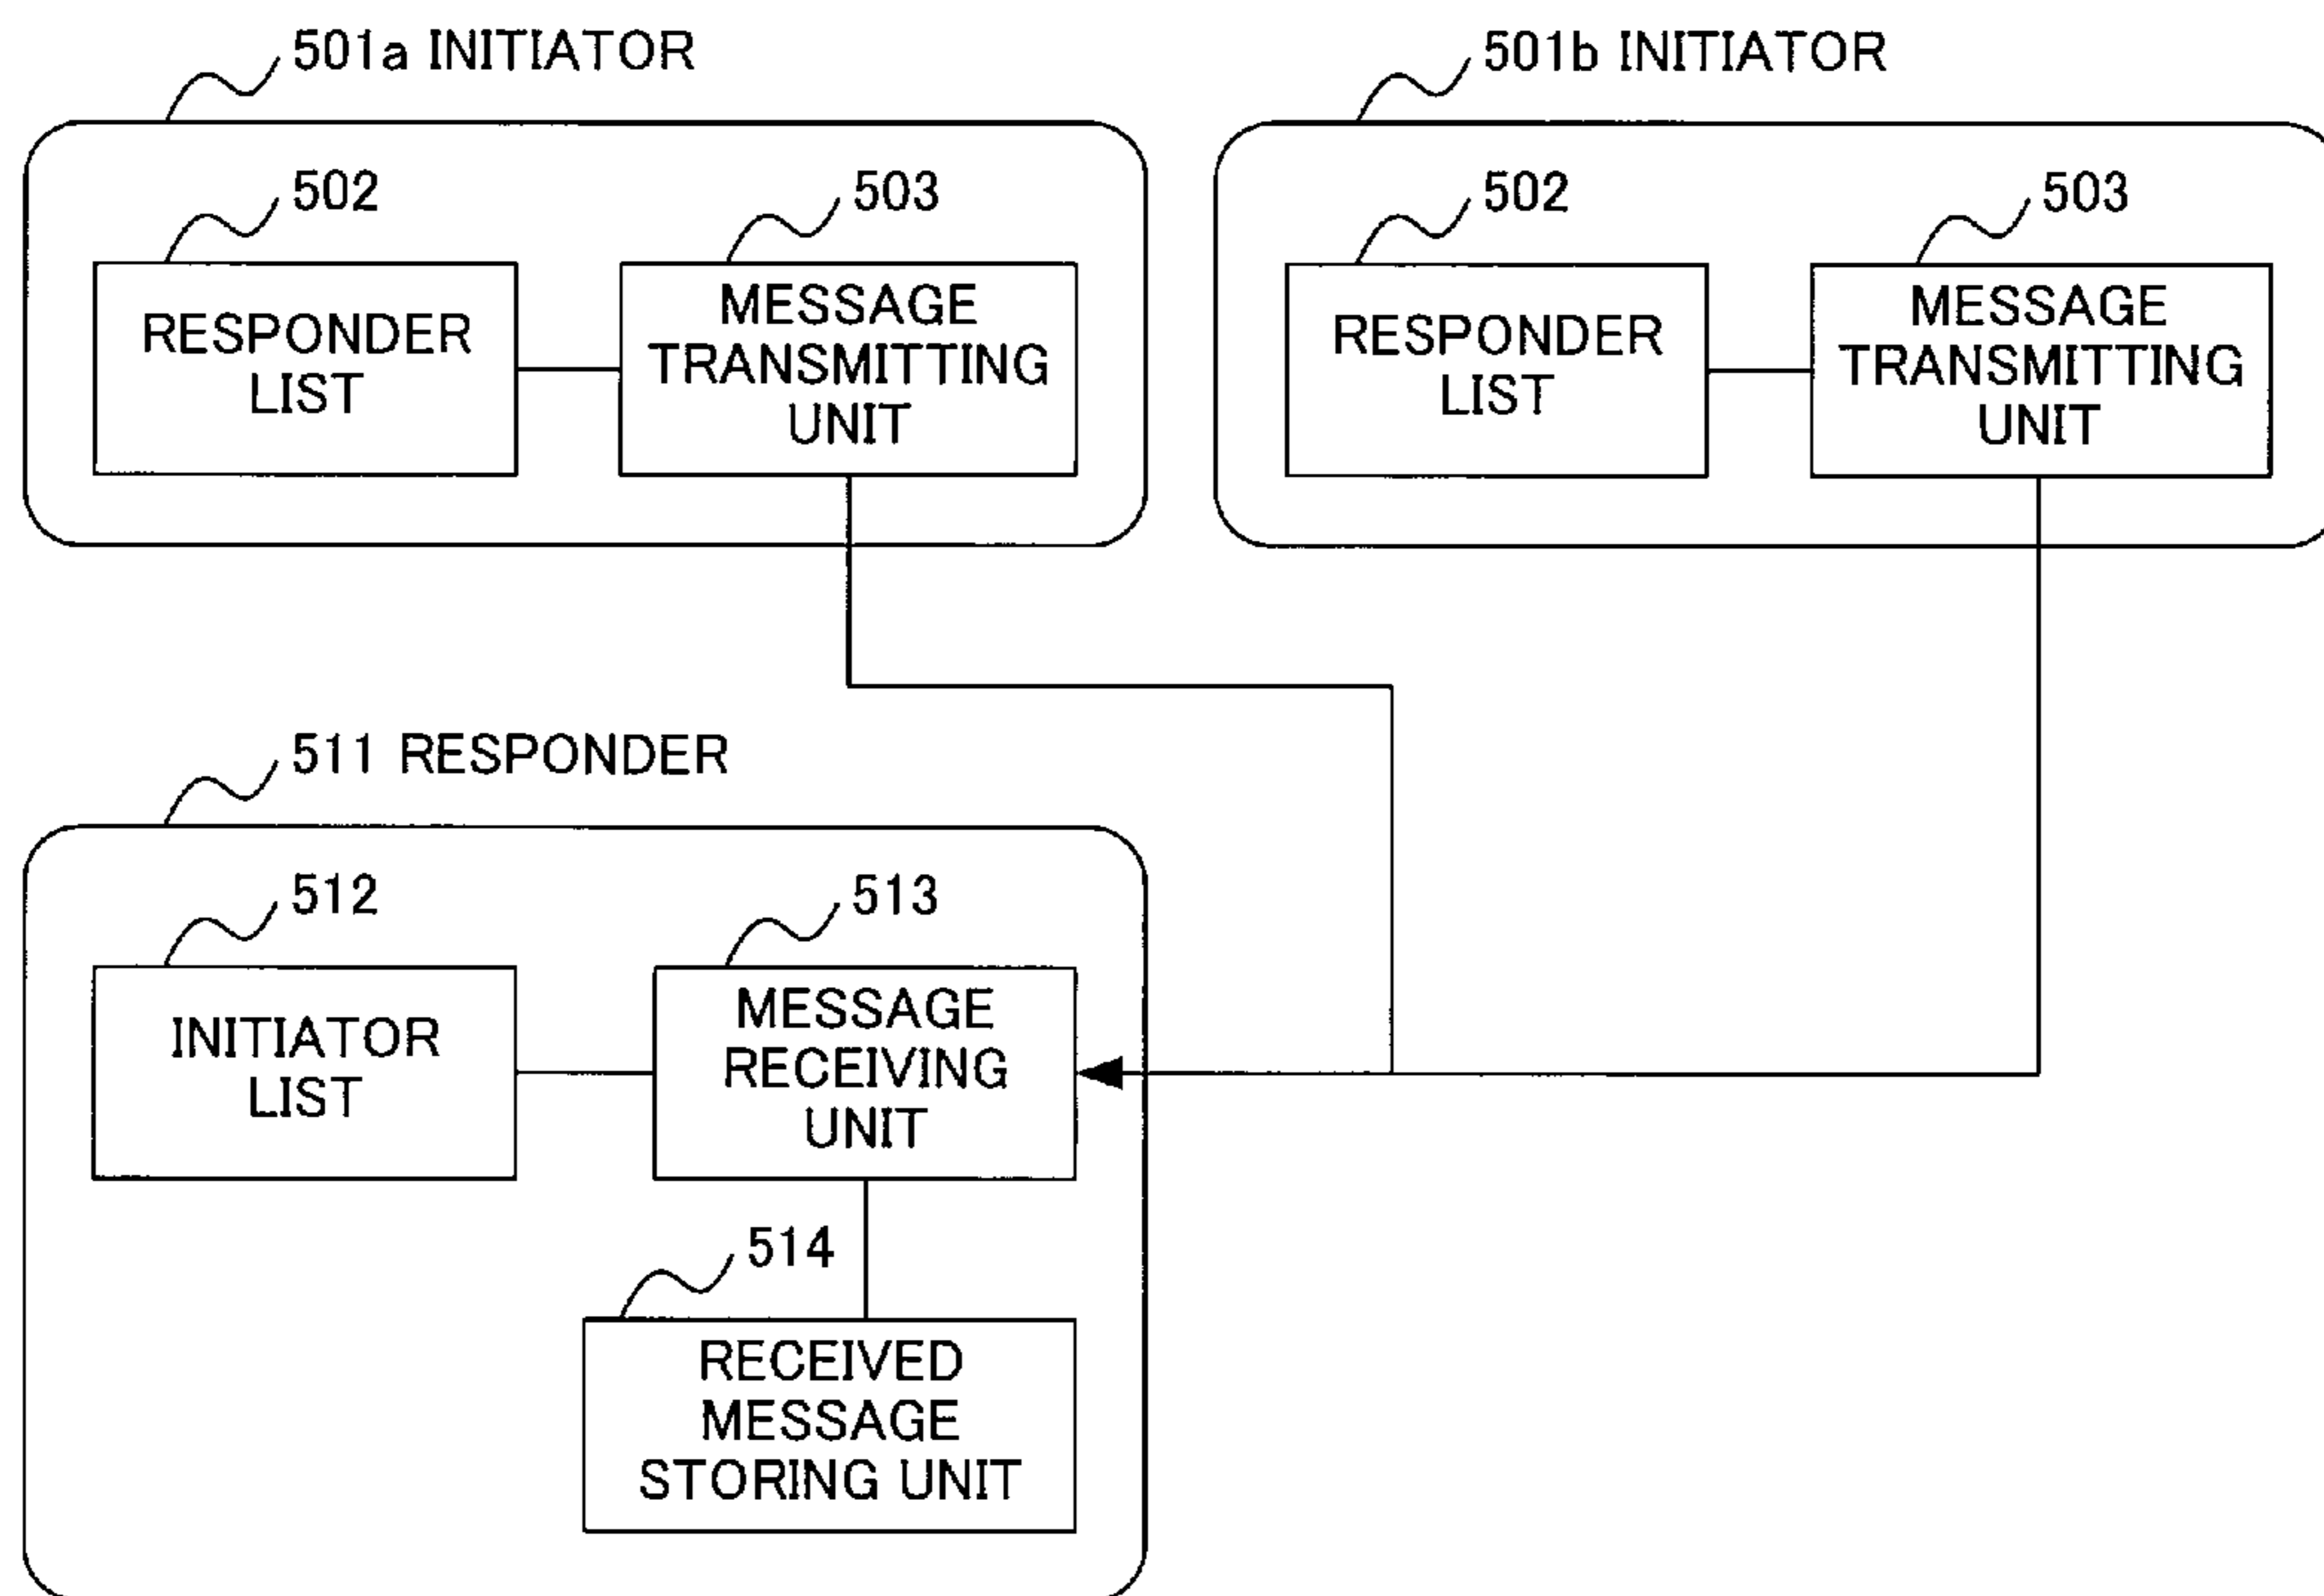 501a INITIATOR
502
503
RESPONDER
LIST
MESSAGE
TRANSMITTING
UNIT
501b INITIATOR
502
503
RESPONDER
LIST
MESSAGE
TRANSMITTING
UNIT
511 RESPONDER
512
513
INITIATOR
LIST
MESSAGE
RECEIVING
UNIT
514
RECEIVED
MESSAGE
STORING UNIT